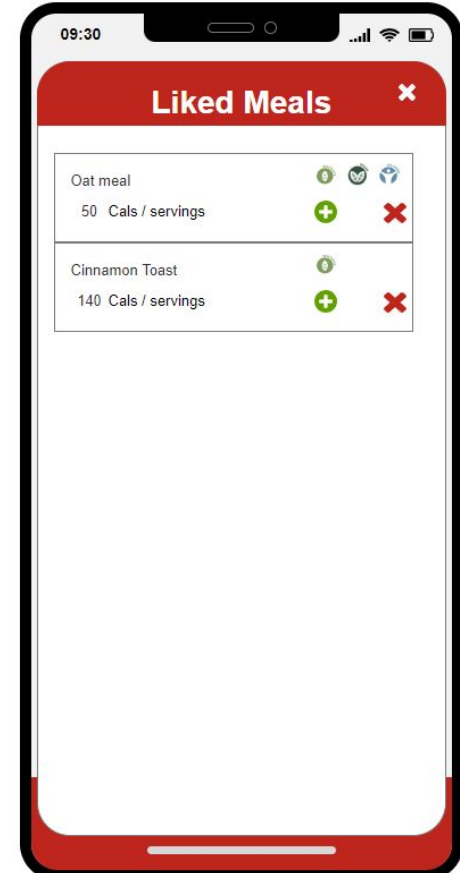 09:30
Liked Meals
Oat meal
50 Cals / servings
Cinnamon Toast
140 Cals / servings